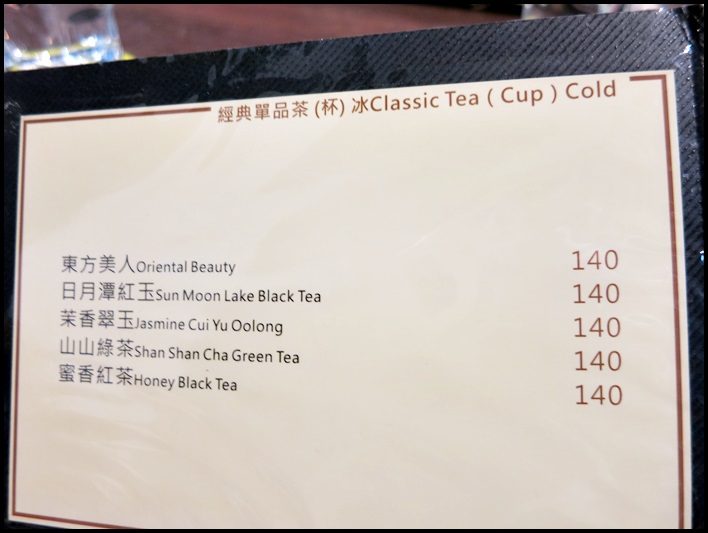 經典單品茶 (杯) 冰Classic Tea ( Cup ) Cold
東方美人Oriental Beauty 140
日月潭紅玉Sun Moon Lake Black Tea 140
茉香翠玉Jasmine Cui Yu Oolong 140
山山綠茶Shan Shan Cha Green Tea 140
蜜香紅茶Honey Black Tea 140